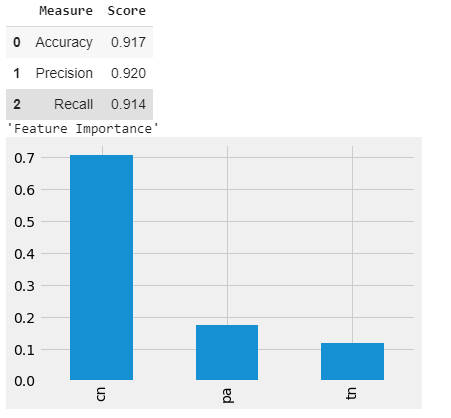 Measure Score
0 Accuracy 0.917
1 Precision 0.920
2 Recall 0.914
'Feature Importance'
0.7
0.6
0.5
0.4
0.3
0.2
0.1
0.0
cn pa tn